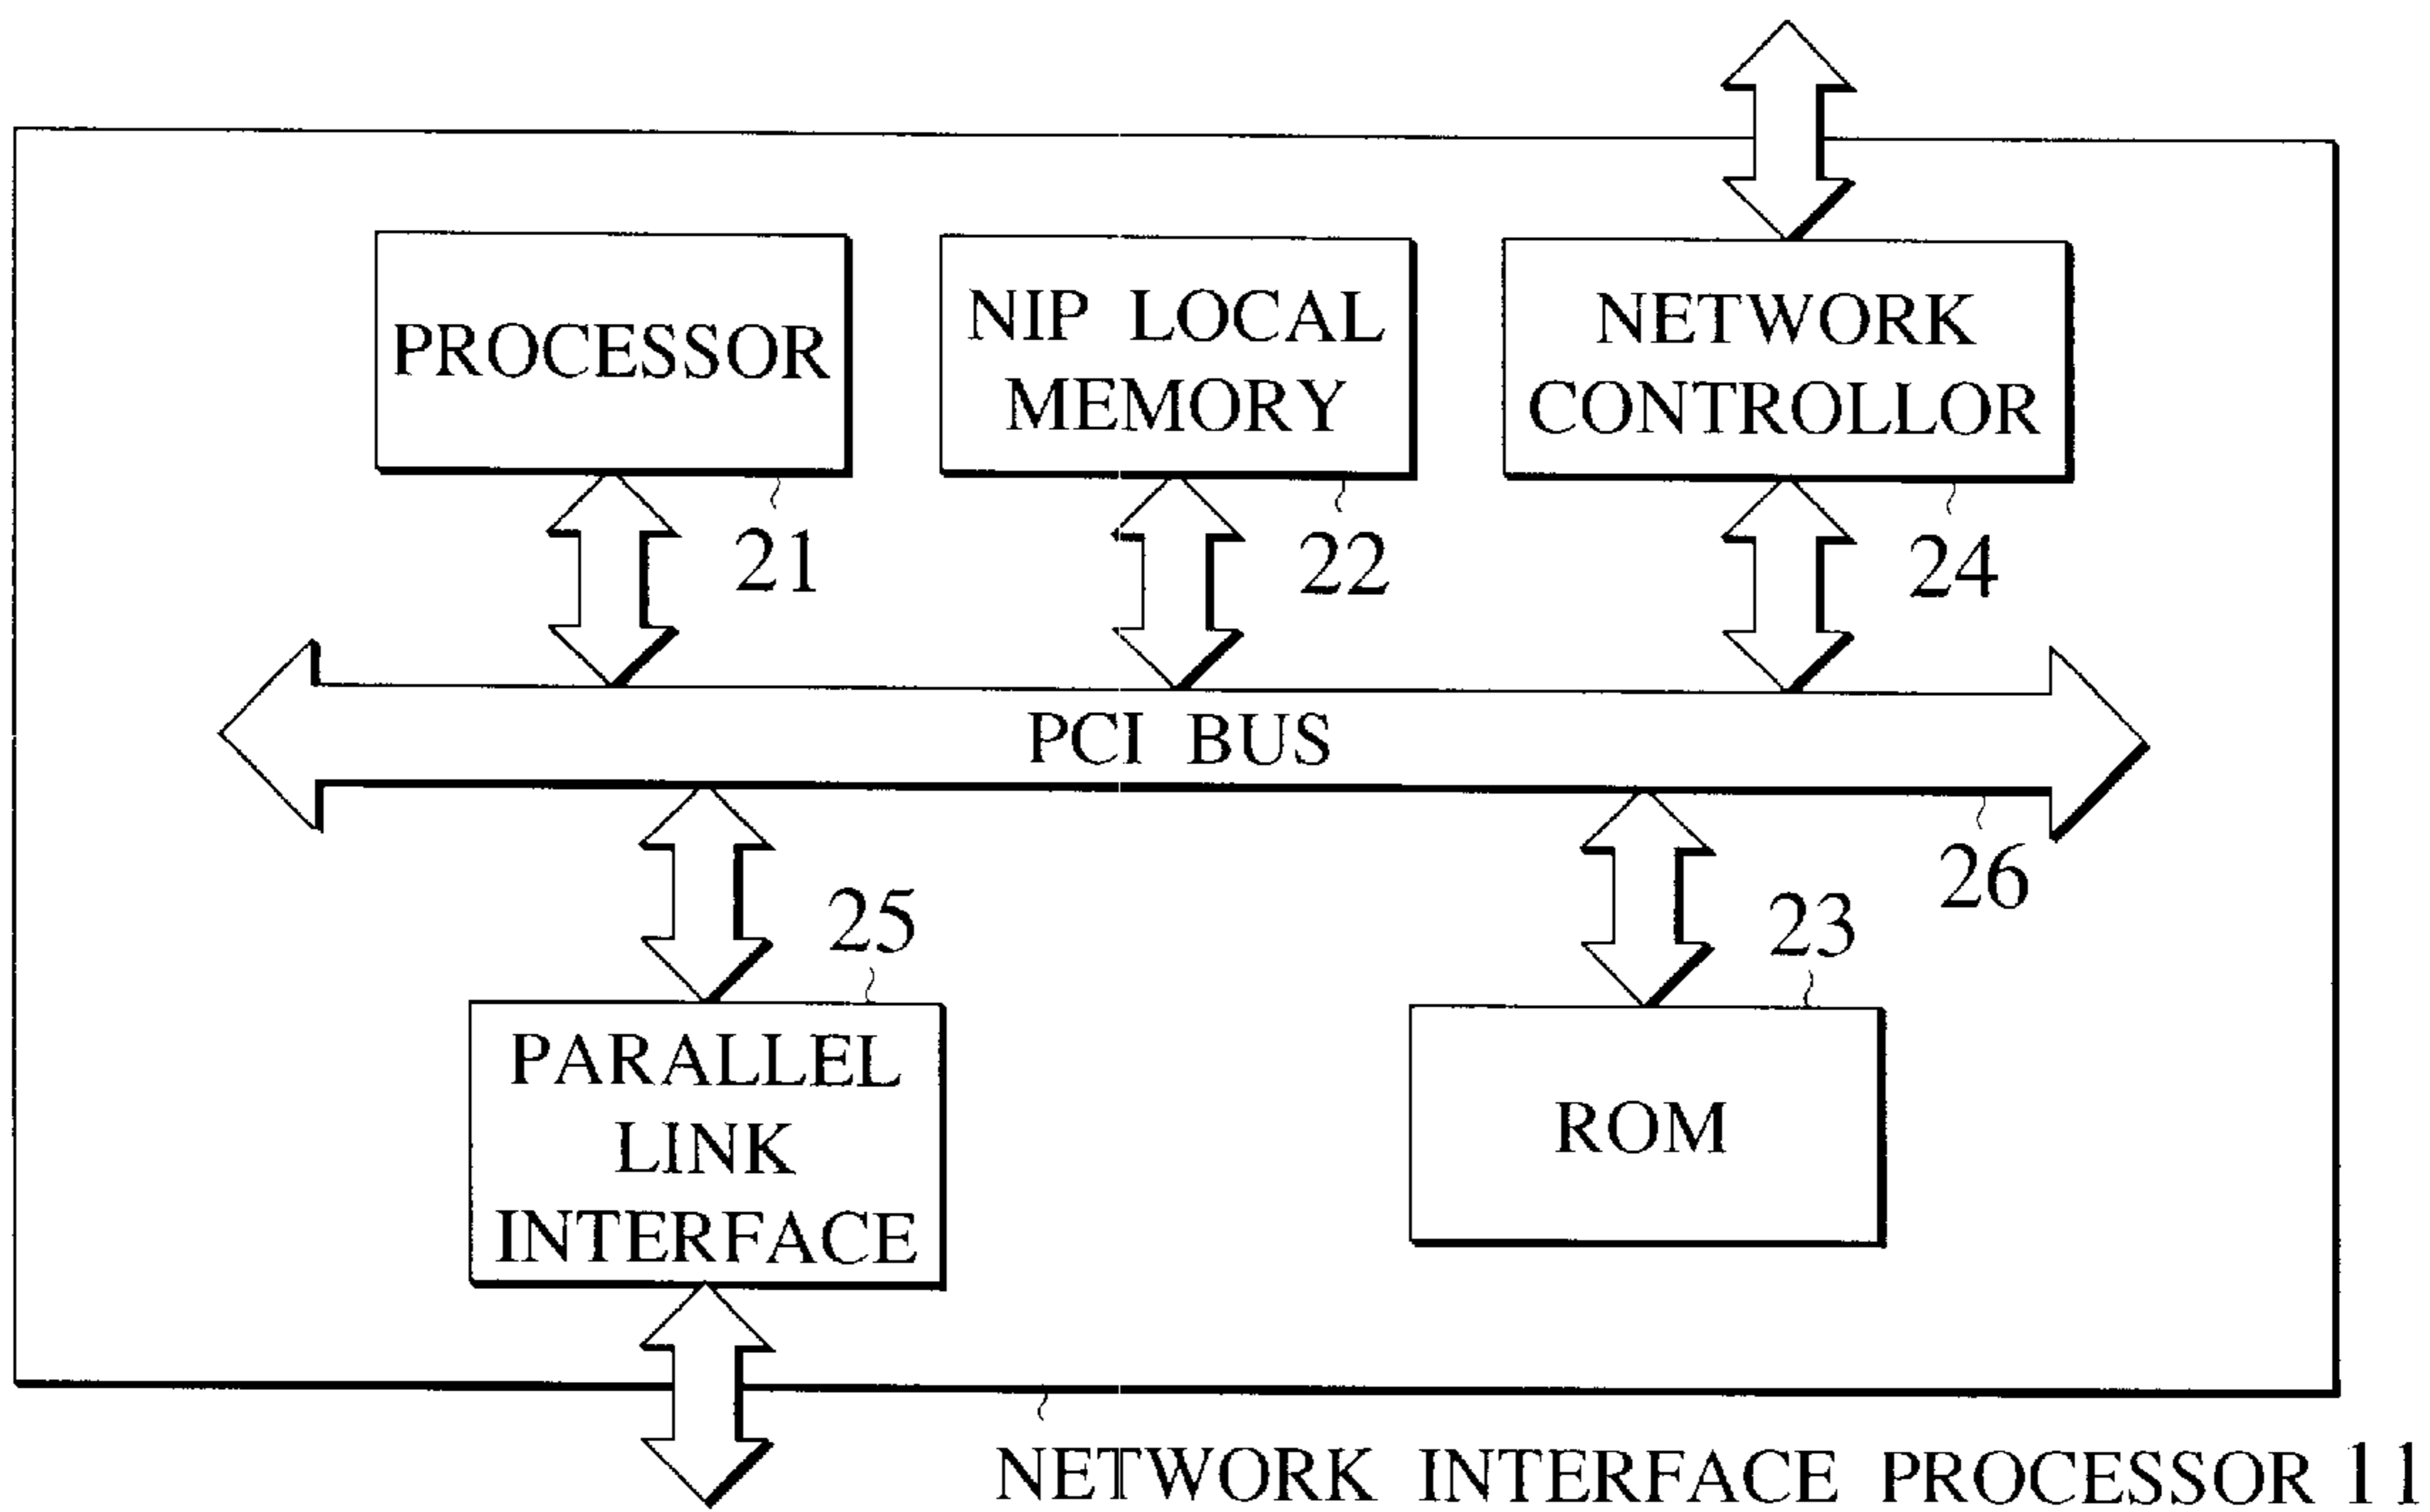 PROCESSOR
21
NIP LOCAL
MEMORY
22
NETWORK
CONTROLLOR
24
PCI BUS
26
25
PARALLEL
LINK
INTERFACE
23
ROM
NETWORK INTERFACE PROCESSOR 11